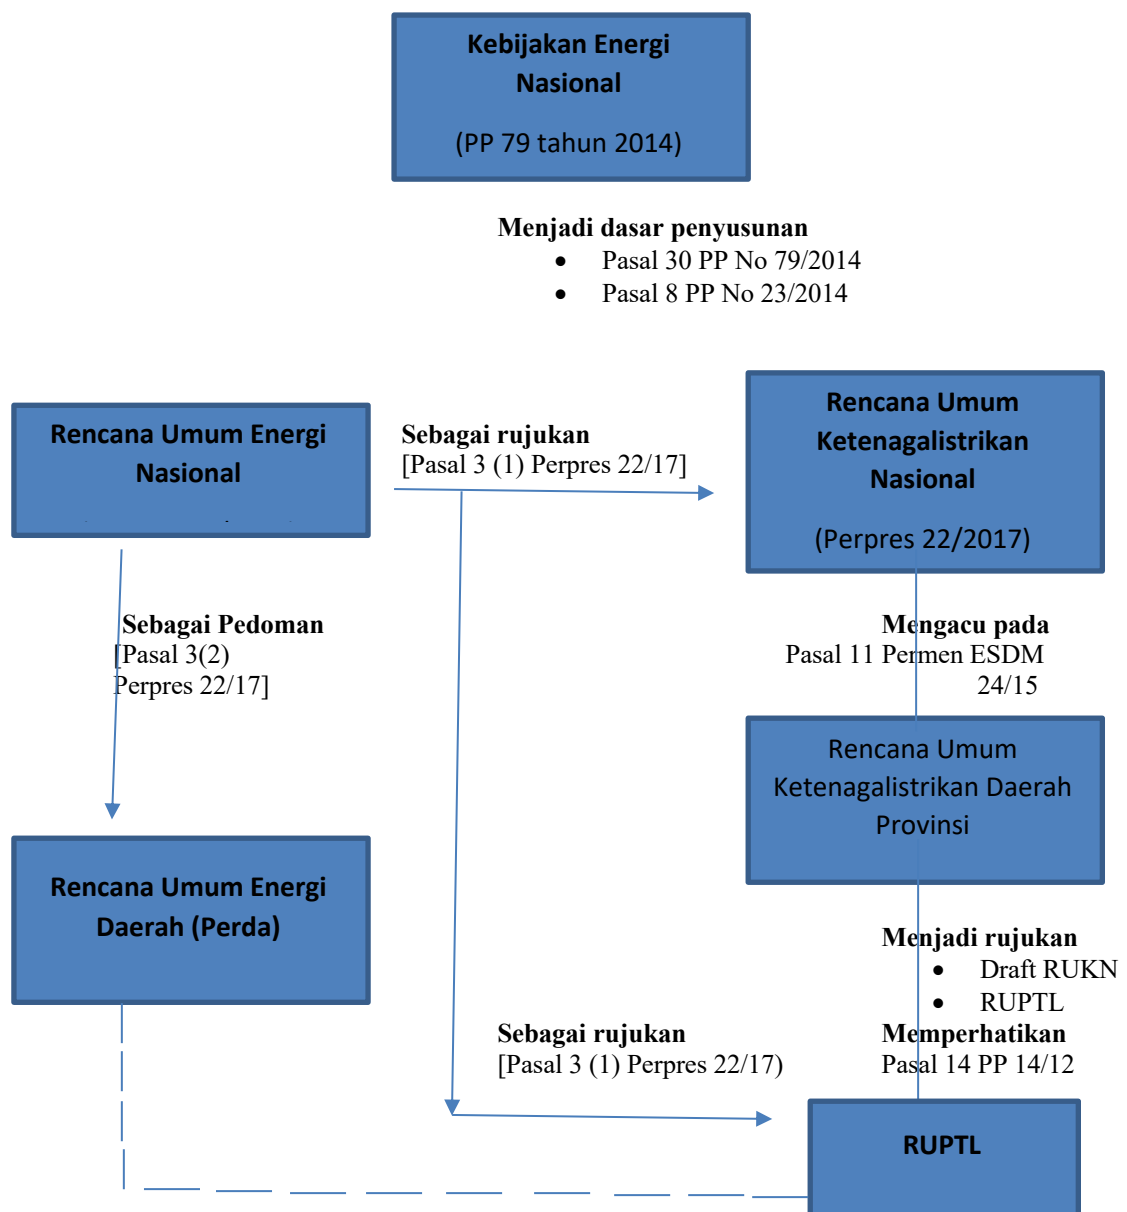 Kebijakan Energi
Nasional
(PP 79 tahun 2014)
Menjadi dasar penyusunan
• Pasal 30 PP No 79/2014
• Pasal 8 PP No 23/2014
Rencana Umum Energi
Nasional
Sebagai rujukan
[Pasal 3 (1) Perpres 22/17]
Rencana Umum
Ketenagalistrikan
Nasional
(Perpres 22/2017)
Sebagai Pedoman
[Pasal 3(2)
Perpres 22/17]
Mengacu pada
Pasal 11 Permen ESDM
24/15
Rencana Umum
Ketenagalistrikan Daerah
Provinsi
Rencana Umum Energi
Daerah (Perda)
Menjadi rujukan
• Draft RUKN
• RUPTL
Sebagai rujukan
[Pasal 3 (1) Perpres 22/17)
Memperhatikan
Pasal 14 PP 14/12
RUPTL